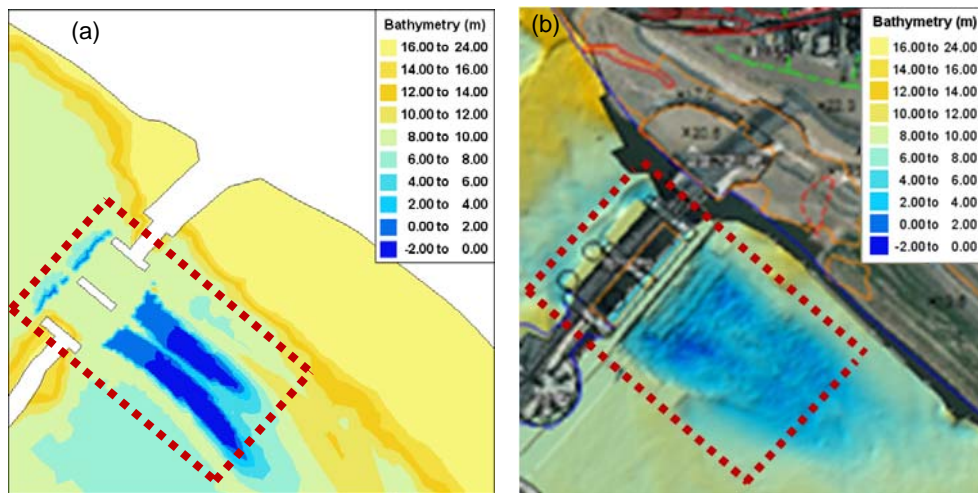 (a)
Bathymetry (m)
16.00 to 24.00
14.00 to 16.00
12.00 to 14.00
10.00 to 12.00
8.00 to 10.00
6.00 to 8.00
4.00 to 6.00
2.00 to 4.00
0.00 to 2.00
-2.00 to 0.00
(b)
Bathymetry (m)
16.00 to 24.00
14.00 to 16.00
12.00 to 14.00
10.00 to 12.00
8.00 to 10.00
6.00 to 8.00
4.00 to 6.00
2.00 to 4.00
0.00 to 2.00
-2.00 to 0.00